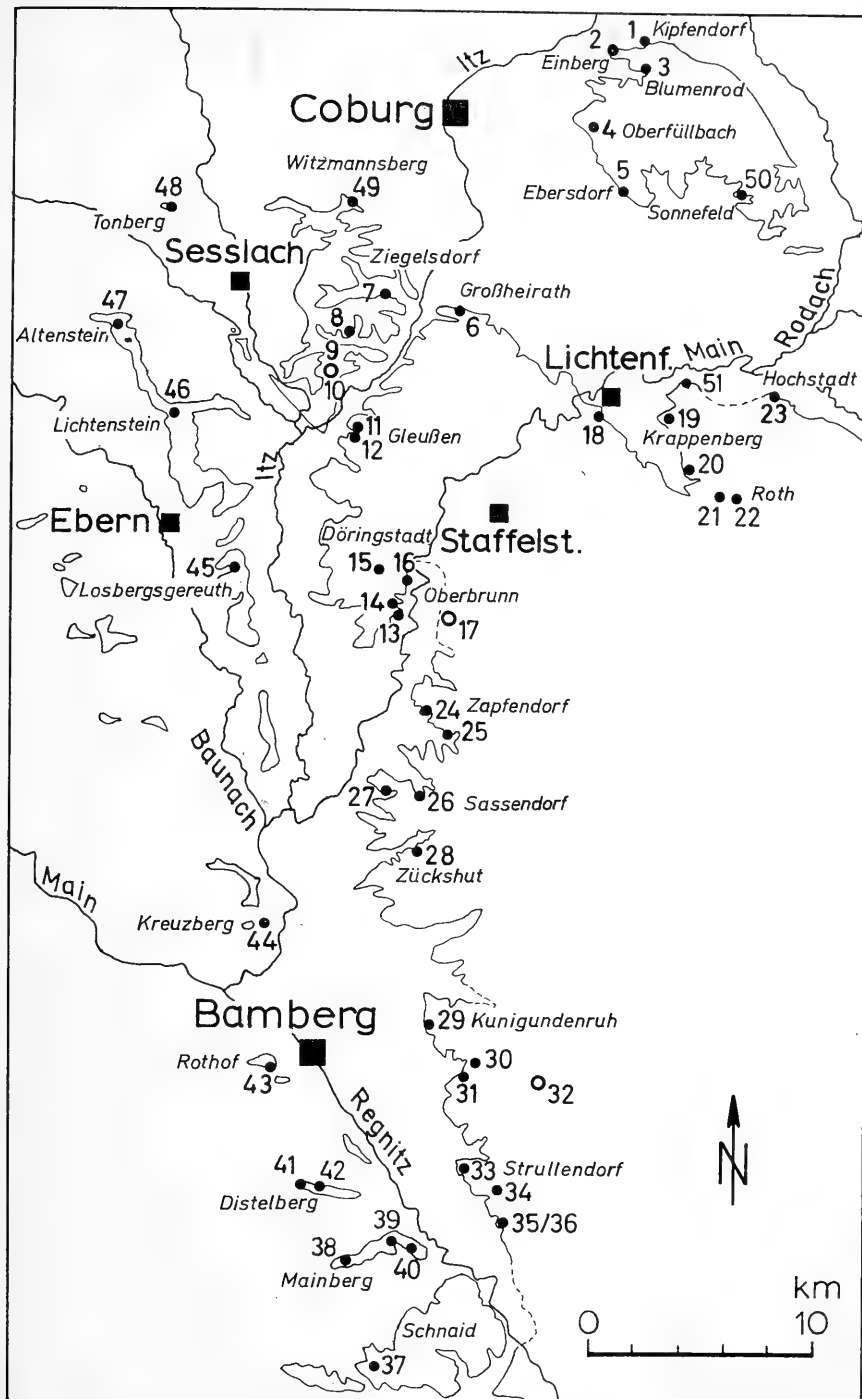 1 Kipfendorf
2
Einberg
3
Blumenrod
Itz
Coburg
4 Oberfüllbach
Witzmannsberg
49
48
Tonberg
5
Ebersdorf
50
Sonnefeld
Sesslach
Ziegelsdorf
7
Großheirath
6
8
9
10
47
Altenstein
Rodach
Main
Lichtenf.
51
Hochstadt
23
46
Lichtenstein
11
12
Gleußen
18
19
Krappenberg
20
21
22
Roth
Itz
Ebern
Staffelst.
Döringstadt
15
16
45
Losbergsgereuth
14
Oberbrunn
13
17
24
Zapfendorf
25
Baunach
27
26
Sassendorf
28
Zückshut
Main
Kreuzberg
44
Bamberg
29
Kunigundenruh
Rothof
43
30
31
32
Regnitz
N
41
42
Distelberg
33
Strullendorf
34
35/36
39
38
40
Mainberg
km
0
10
Schnaid
37